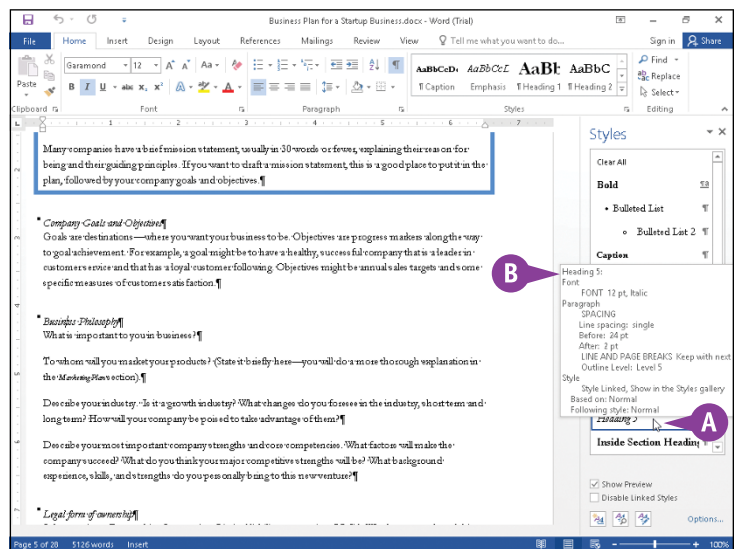 Business Plan for a Startup Business.docx - Word (Trial)
File Home Insert Design Layout References Mailings Review View Tell me what you want to do... Sign in Share
Paste
Garamond 12 A A Aa
B I U abc x₂ x² A A
AaBbCcD AaBbCcL AaBb AaBbC
¶ Caption Emphasis ¶ Heading 1 ¶ Heading 2
Find
Replace
Select
Clipboard Font Paragraph Styles Editing
1 2 3 4 5 6 7
Many companies have a brief mission statement, usually in 30 words or fewer, explaining their reason for
being and their guiding principles. If you want to draft a mission statement, this is a good place to put it in the
plan, followed by your company goals and objectives.¶
Company Goals and Objectives¶
Goals are destinations—where you want your business to be. Objectives are progress markers along the way
to goal achievement. For example, a goal might be to have a healthy, successful company that is a leader in
customer service and that has a loyal customer following. Objectives might be annual sales targets and some
specific measures of customer satisfaction.¶
Business Philosophy¶
What is important to you in business?¶
To whom will you market your products? (State it briefly here—you will do a more thorough explanation in
the Marketing Plan section).¶
Describe your industry. Is it a growth industry? What changes do you foresee in the industry, short term and
long term? How will your company be poised to take advantage of them?¶
Describe your most important company strengths and core competencies. What factors will make the
company succeed? What do you think your major competitive strengths will be? What background
experience, skills, and strengths do you personally bring to this new venture?¶
Legal form of ownership¶
Styles
Clear All
Bold
• Bulleted List ¶
o Bulleted List 2 ¶
Caption ¶
B
Heading 5:
Font
FONT 12 pt, Italic
Paragraph
SPACING
Line spacing: single
Before: 24 pt
After: 2 pt
LINE AND PAGE BREAKS Keep with next
Outline Level: Level 5
Style
Style Linked, Show in the Styles gallery
Based on: Normal
Following style: Normal
Heading 5
A
Inside Section Heading
Show Preview
Disable Linked Styles
Options...
Page 5 of 28 5126 words Insert 100%